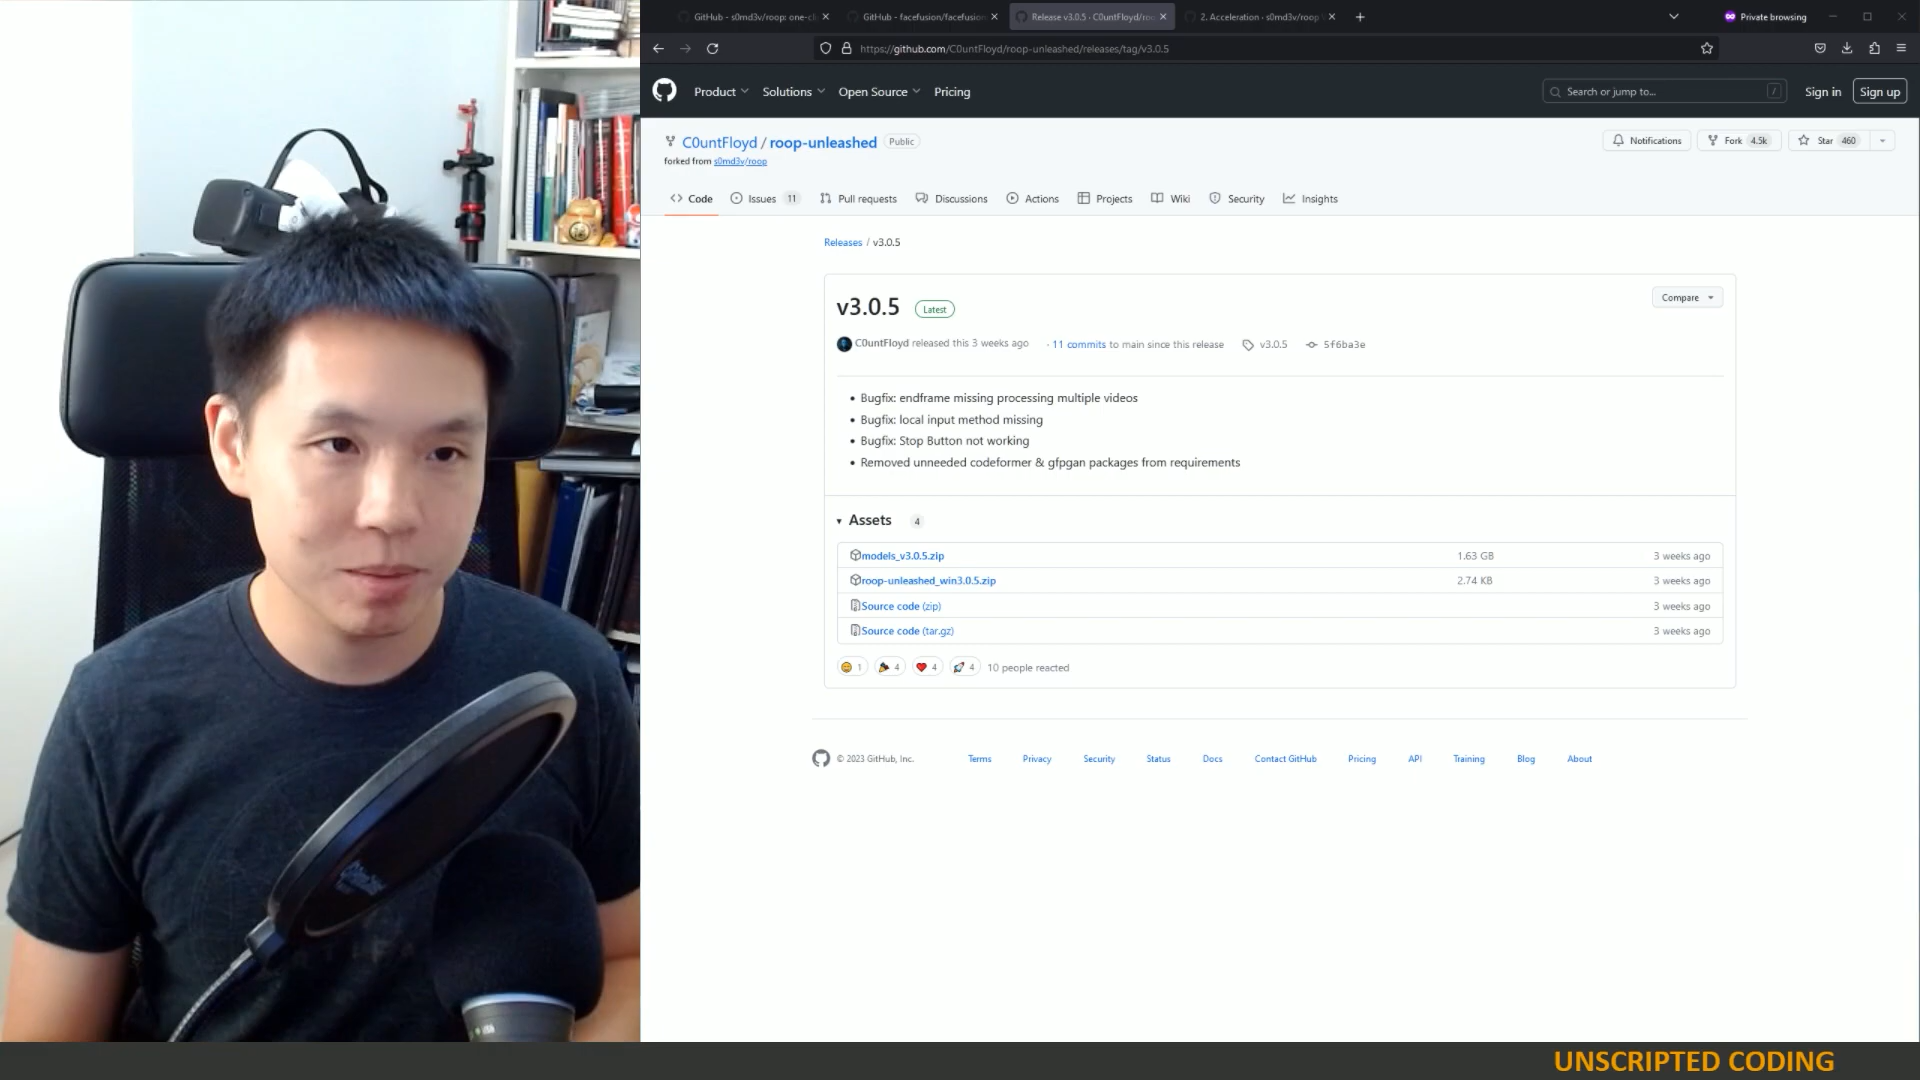 GitHub - s0md3v/roop: one-cli
GitHub - facefusion/facefusion
Release v3.0.5 · C0untFloyd/roo
2. Acceleration · s0md3v/roop
Private browsing
https://github.com/C0untFloyd/roop-unleashed/releases/tag/v3.0.5
Product
Solutions
Open Source
Pricing
Search or jump to...
/
Sign in
Sign up
C0untFloyd / roop-unleashed
Public
Notifications
Fork 4.5k
Star 460
forked from s0md3v/roop
Code
Issues 11
Pull requests
Discussions
Actions
Projects
Wiki
Security
Insights
Releases / v3.0.5
v3.0.5
Latest
Compare
C0untFloyd released this 3 weeks ago
· 11 commits to main since this release
v3.0.5
5f6ba3e
• Bugfix: endframe missing processing multiple videos
• Bugfix: local input method missing
• Bugfix: Stop Button not working
• Removed unneeded codeformer & gfpgan packages from requirements
Assets 4
models_v3.0.5.zip 1.63 GB 3 weeks ago
roop-unleashed_win3.0.5.zip 2.74 KB 3 weeks ago
Source code (zip) 3 weeks ago
Source code (tar.gz) 3 weeks ago
1 4 4 4 10 people reacted
© 2023 GitHub, Inc.
Terms
Privacy
Security
Status
Docs
Contact GitHub
Pricing
API
Training
Blog
About
UNSCRIPTED CODING